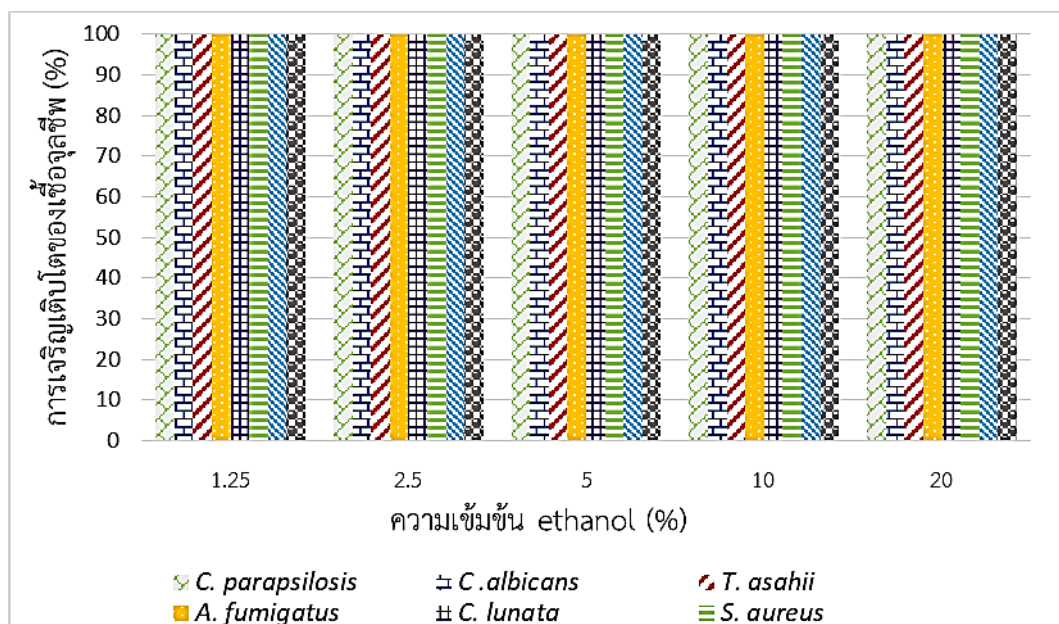 การเจริญเติบโตของเชื้อจุลชีพ (%)
100
90
80
70
60
50
40
30
20
10
0
1.25 2.5 5 10 20
ความเข้มข้น ethanol (%)
C. parapsilosis C .albicans T. asahii
A. fumigatus C. lunata S. aureus